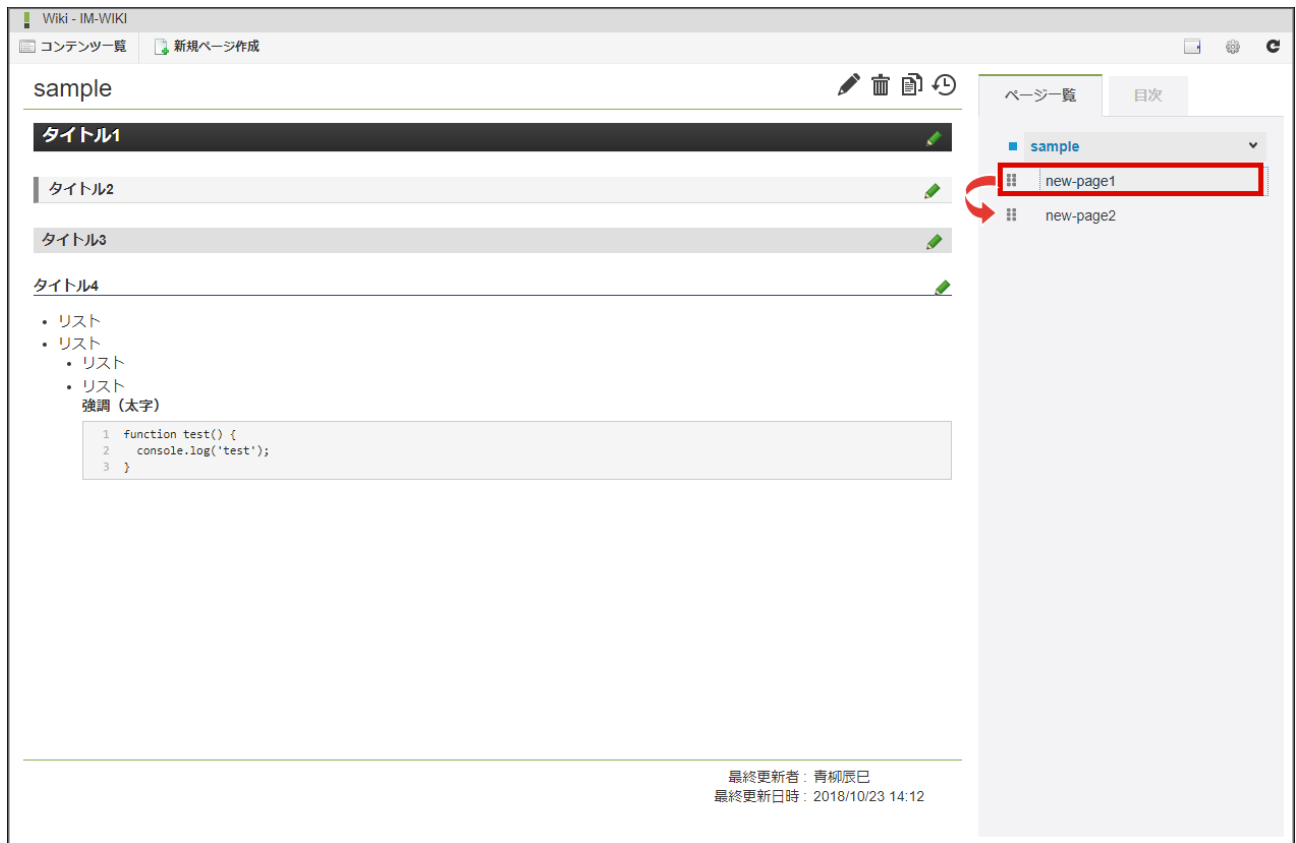 Wiki - IM-WIKI
コンテンツ一覧 新規ページ作成
sample
タイトル1
タイトル2
タイトル3
タイトル4
• リスト
• リスト
• リスト
• リスト
強調（太字）
1 function test() {
2 console.log('test');
3 }
最終更新者 : 青柳辰巳
最終更新日時 : 2018/10/23 14:12
ページ一覧 目次
sample
new-page1
new-page2